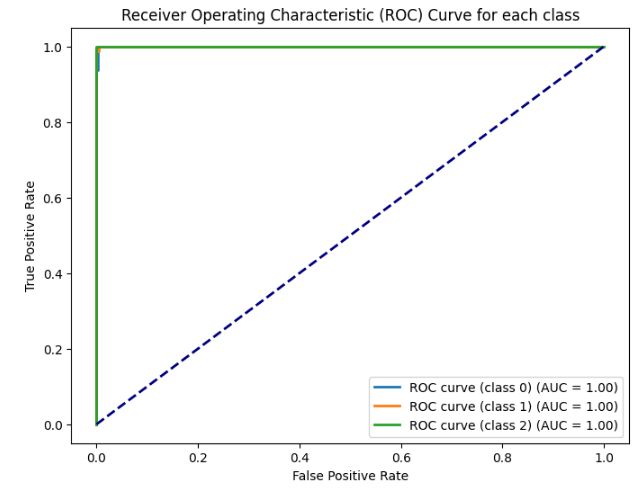 Receiver Operating Characteristic (ROC) Curve for each class
1.0
0.8
0.6
0.4
0.2
0.0
True Positive Rate
0.0 0.2 0.4 0.6 0.8 1.0
False Positive Rate
ROC curve (class 0) (AUC = 1.00)
ROC curve (class 1) (AUC = 1.00)
ROC curve (class 2) (AUC = 1.00)